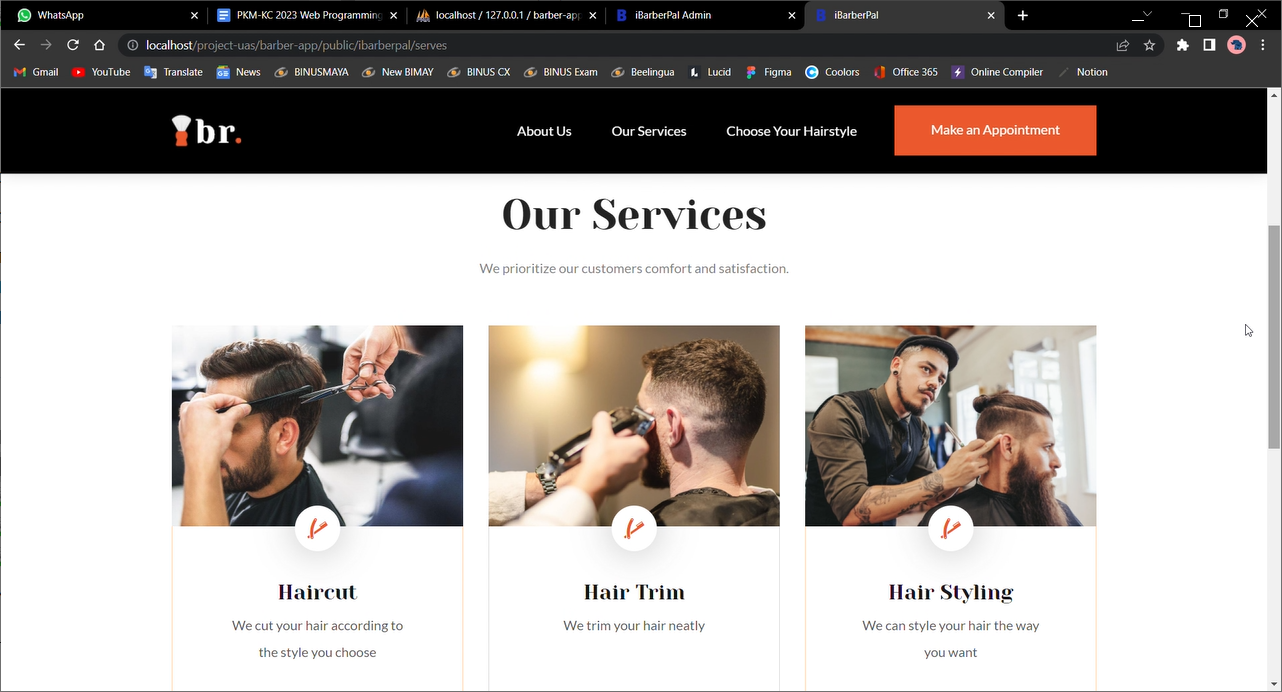 WhatsApp
PKM-KC 2023 Web Programming
localhost / 127.0.0.1 / barber-app
iBarberPal Admin
iBarberPal
localhost/project-uas/barber-app/public/ibarberpal/serves
Gmail
YouTube
Translate
News
BINUSMAYA
New BIMAY
BINUS CX
BINUS Exam
Beelingua
Lucid
Figma
Coolors
Office 365
Online Compiler
Notion
br.
About Us
Our Services
Choose Your Hairstyle
Make an Appointment
Our Services
We prioritize our customers comfort and satisfaction.
Haircut
We cut your hair according to
the style you choose
Hair Trim
We trim your hair neatly
Hair Styling
We can style your hair the way
you want